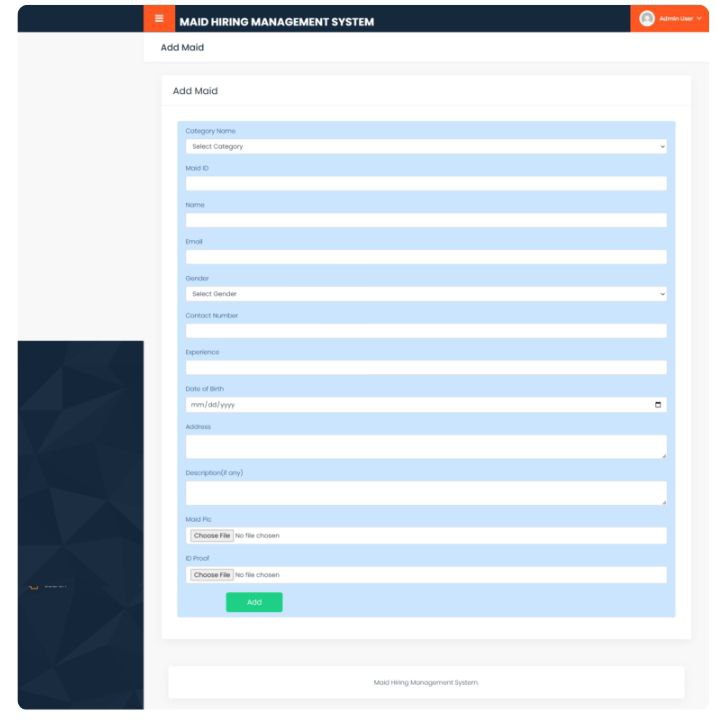 MAID HIRING MANAGEMENT SYSTEM
Admin User
Add Maid
Add Maid
Category Name
Select Category
Maid ID
Name
Email
Gender
Select Gender
Contact Number
Experience
Date of Birth
mm/dd/yyyy
Address
Description(if any)
Maid Pic
Choose File No file chosen
ID Proof
Choose File No file chosen
Add
Maid Hiring Management System.